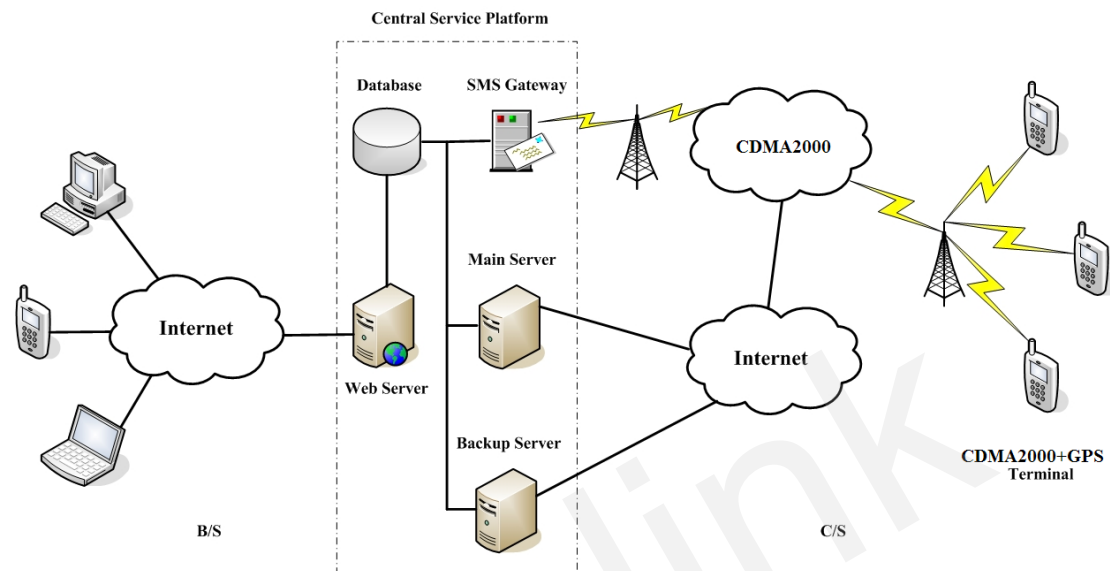 Central Service Platform
Database
SMS Gateway
CDMA2000
Main Server
Internet
Internet
Web Server
Backup Server
CDMA2000+GPS
Terminal
B/S
C/S
link